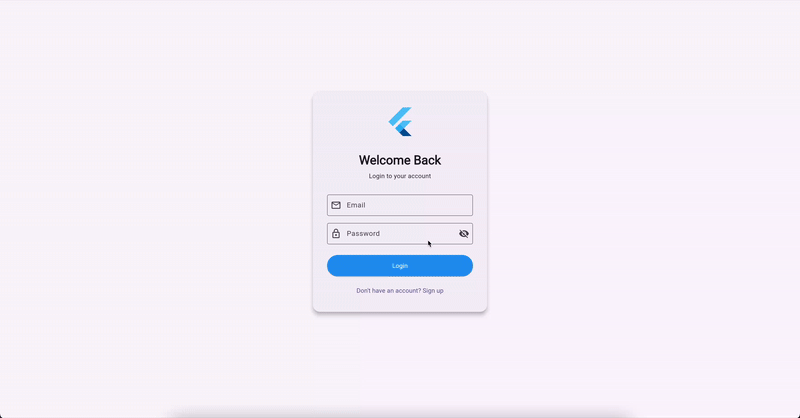 Welcome Back
Login to your account
Email
Password
Login
Don't have an account? Sign up